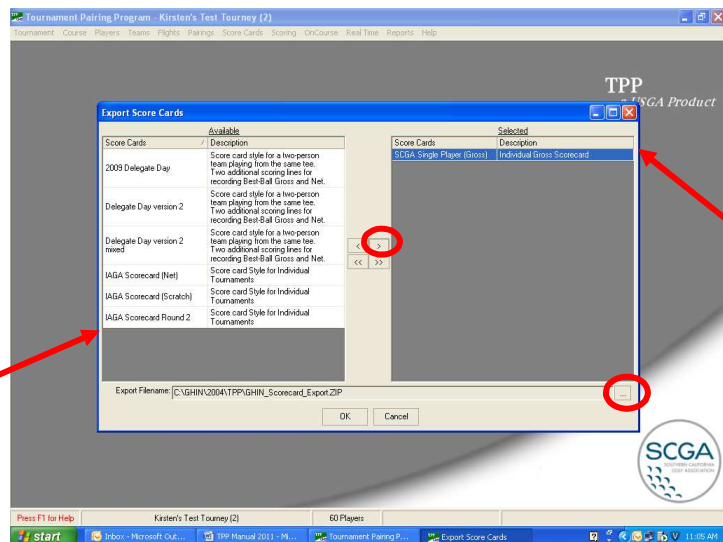 Tournament Pairing Program - Kirsten's Test Tourney (2)
Tournament Course Players Teams Flights Pairings Score Cards Scoring OnCourse Real Time Reports Help
TPP
a USGA Product
Export Score Cards
Available
Selected
Score Cards / Description
Score Cards Description
2009 Delegate Day
Score card style for a two-person
team playing from the same tee.
Two additional scoring lines for
recording Best-Ball Gross and Net.
SCGA Single Player (Gross) Individual Gross Scorecard
Delegate Day version 2
Score card style for a two-person
team playing from the same tee.
Two additional scoring lines for
recording Best-Ball Gross and Net.
Delegate Day version 2
mixed
Score card style for a two-person
team playing from the same tee.
Two additional scoring lines for
recording Best-Ball Gross and Net.
IAGA Scorecard (Net)
Score card Style for Individual
Tournaments
IAGA Scorecard (Scratch)
Score card Style for Individual
Tournaments
IAGA Scorecard Round 2
Score card Style for Individual
Tournaments
< >
<< >>
Export Filename: C:\GHIN\2004\TPP\GHIN_Scorecard_Export.ZIP ...
OK Cancel
SCGA
SOUTHERN CALIFORNIA
GOLF ASSOCIATION
Press F1 for Help Kirsten's Test Tourney (2) 60 Players
start Inbox - Microsoft Out... TPP Manual 2011 - Mi... Tournament Pairing P... Export Score Cards 11:05 AM